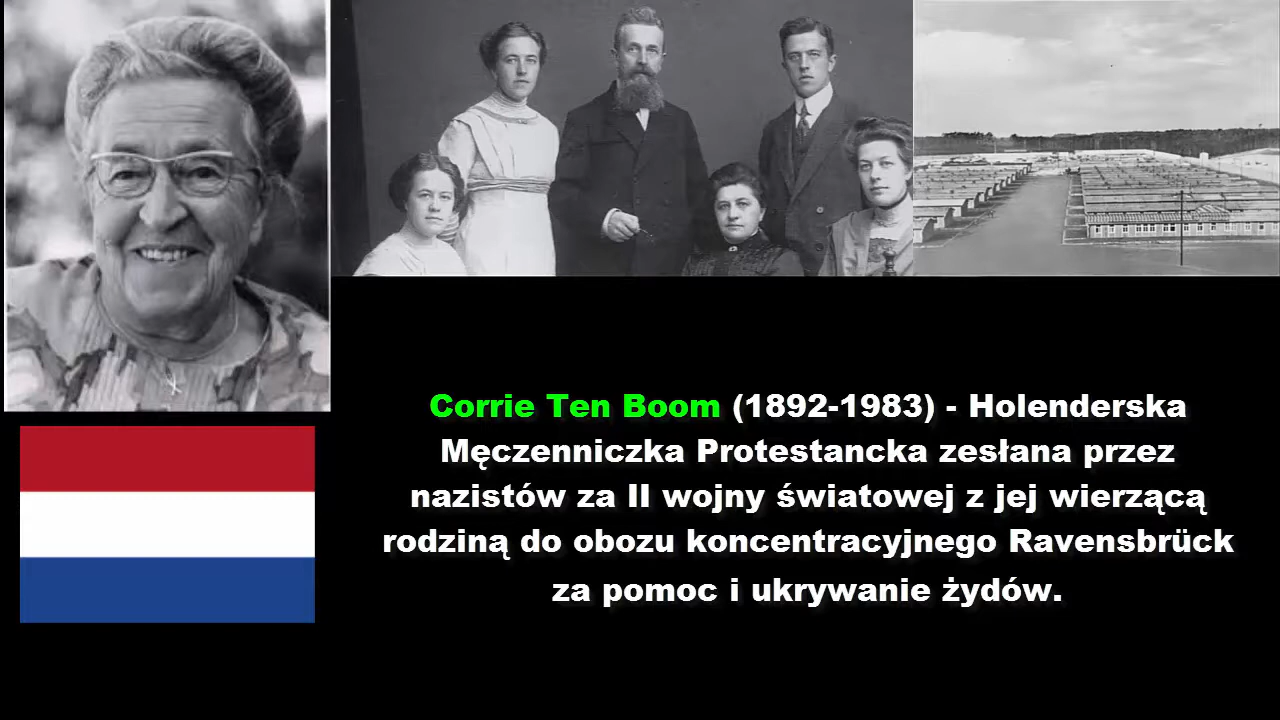 Corrie Ten Boom (1892-1983) - Holenderska
Męczenniczka Protestancka zesłana przez
nazistów za II wojny światowej z jej wierzącą
rodziną do obozu koncentracyjnego Ravensbrück
za pomoc i ukrywanie żydów.